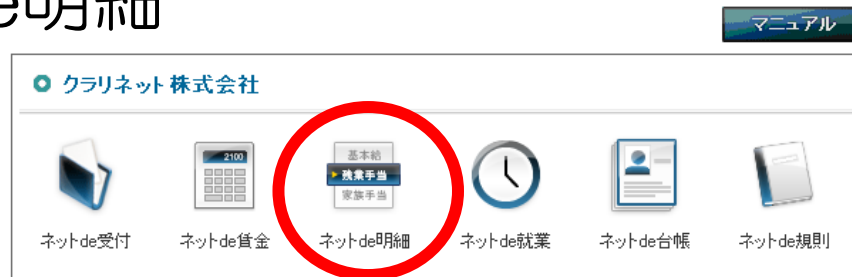 de明細
マニュアル
クラリネット株式会社
2100
基本給
残業手当
家族手当
ネットde受付 ネットde賃金 ネットde明細 ネットde就業 ネットde台帳 ネットde規則